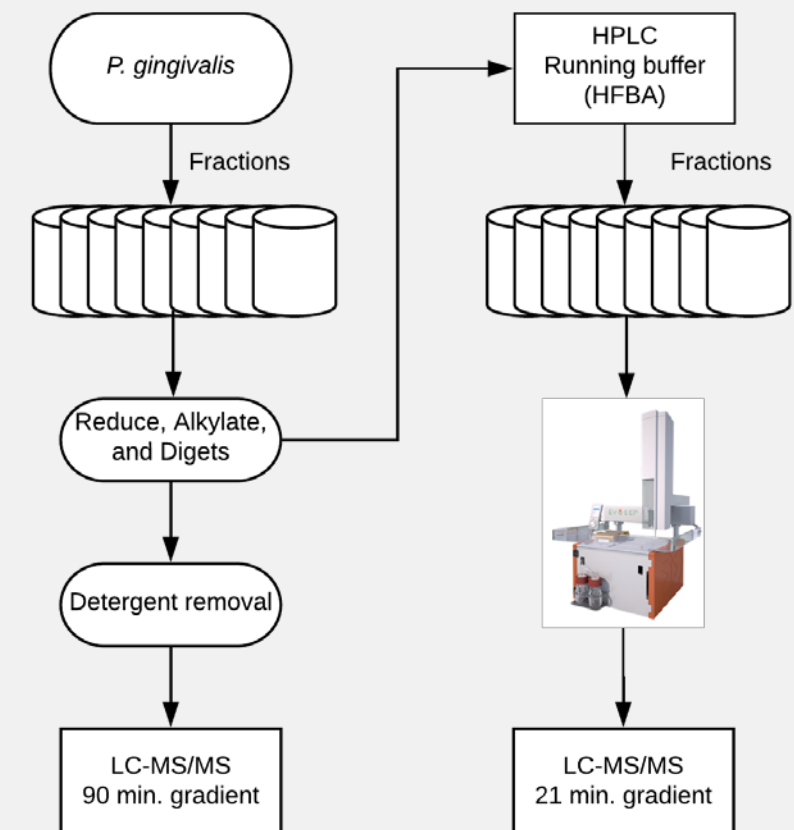 P. gingivalis
Fractions
Reduce, Alkylate,
and Digets
Detergent removal
LC-MS/MS
90 min. gradient
HPLC
Running buffer
(HFBA)
Fractions
LC-MS/MS
21 min. gradient